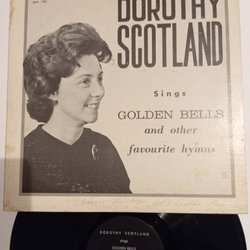 DOROTHY
SCOTLAND
Sings
GOLDEN BELLS
and other
favourite hymns
DOROTHY SCOTLAND
sings
GOLDEN BELLS